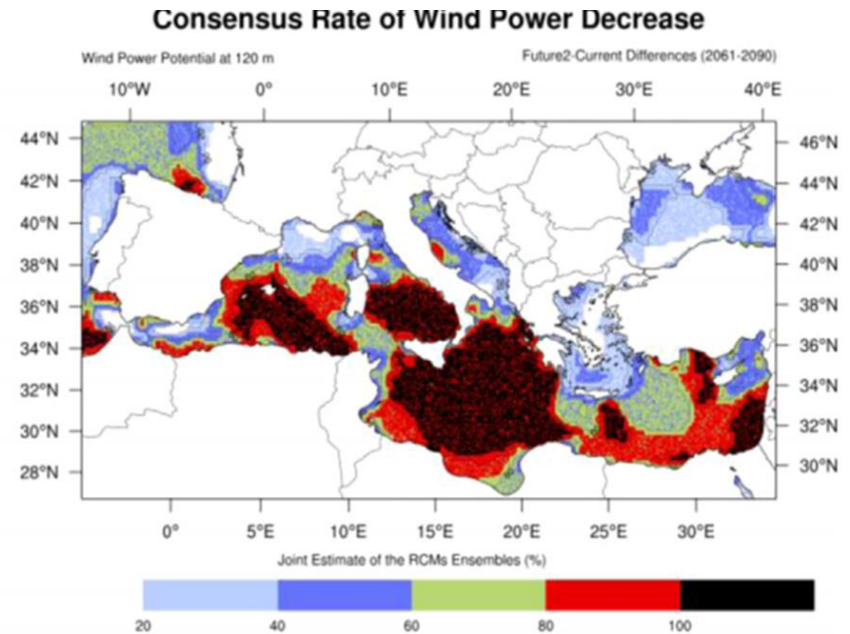 Consensus Rate of Wind Power Decrease
Wind Power Potential at 120 m
Future2-Current Differences (2061-2090)
10°W 0° 10°E 20°E 30°E 40°E
44°N 46°N
42°N 44°N
40°N 42°N
38°N 40°N
36°N 38°N
34°N 36°N
32°N 34°N
30°N 32°N
28°N 30°N
0° 5°E 10°E 15°E 20°E 25°E 30°E
Joint Estimate of the RCMs Ensembles (%)
20 40 60 80 100